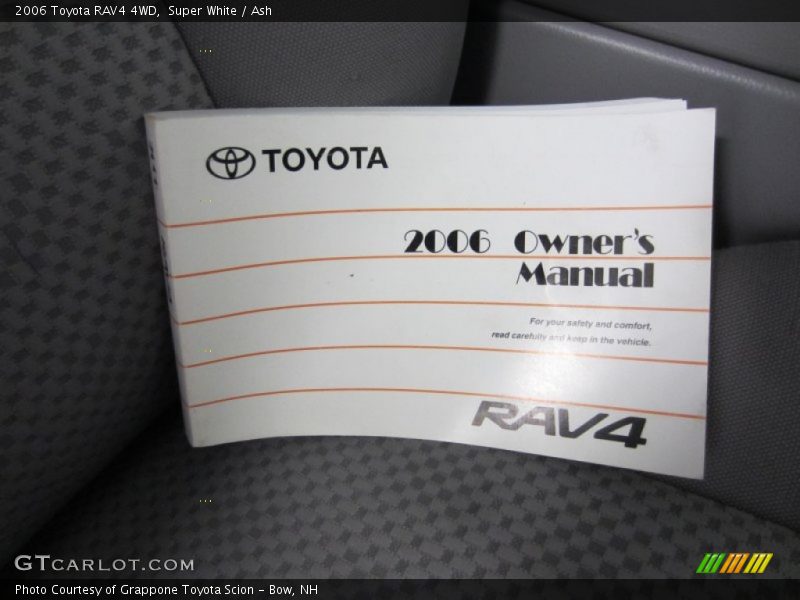 2006 Toyota RAV4 4WD, Super White / Ash
TOYOTA
2006 Owner's
Manual
For your safety and comfort,
read carefully and keep in the vehicle.
RAV4
GTCARLOT.COM
Photo Courtesy of Grappone Toyota Scion - Bow, NH